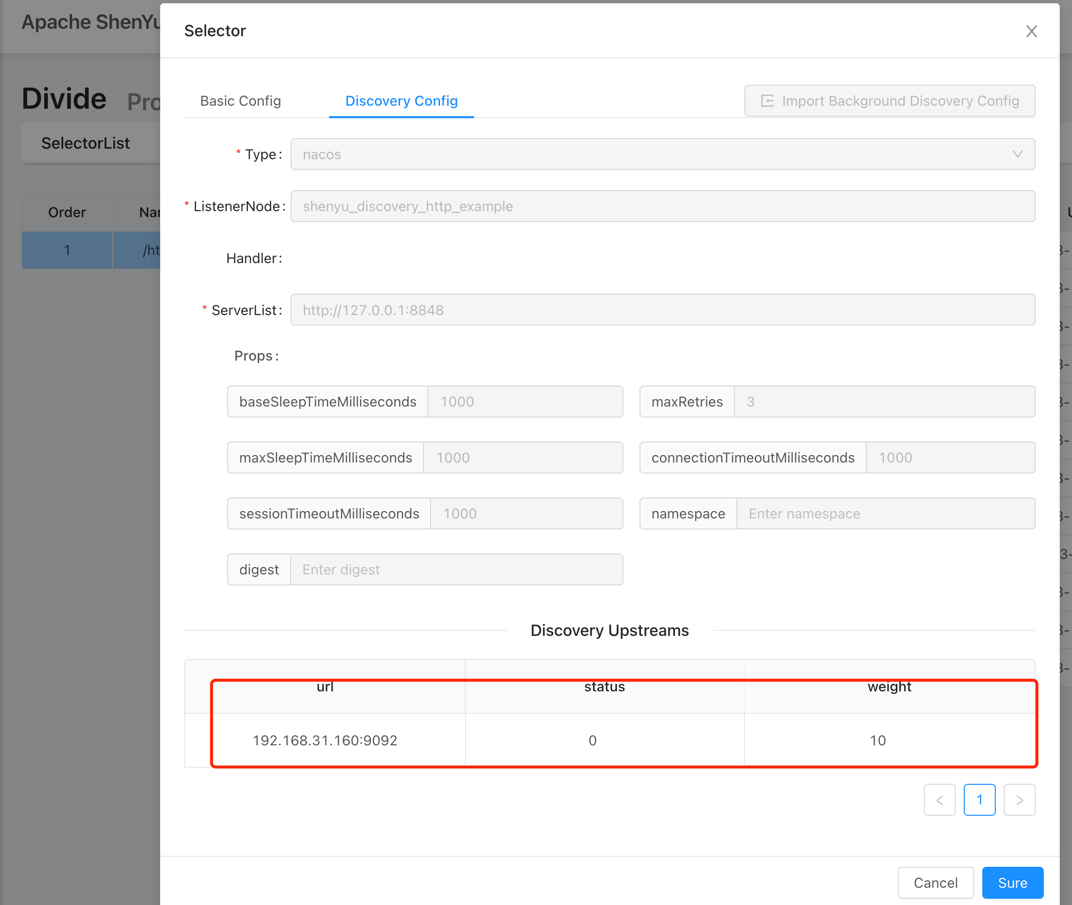 Apache ShenYu
Selector
Divide
Basic Config Discovery Config Import Background Discovery Config
SelectorList
* Type: nacos
* ListenerNode: shenyu_discovery_http_example
Order
1 /ht
Handler:
* ServerList: http://127.0.0.1:8848
Props:
baseSleepTimeMilliseconds 1000 maxRetries 3
maxSleepTimeMilliseconds 1000 connectionTimeoutMilliseconds 1000
sessionTimeoutMilliseconds 1000 namespace Enter namespace
digest Enter digest
Discovery Upstreams
url status weight
192.168.31.160:9092 0 10
< 1 >
Cancel Sure